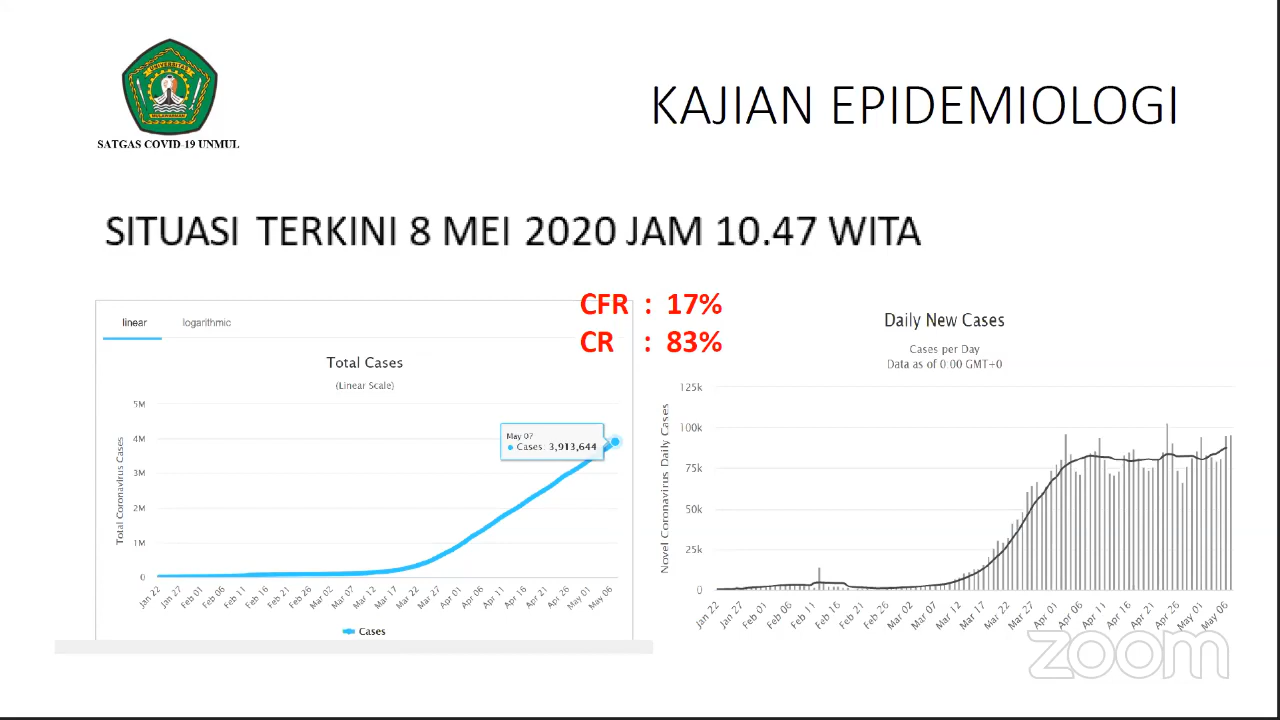 UNIVERSITAS
MULAWARMAN
SATGAS COVID-19 UNMUL
KAJIAN EPIDEMIOLOGI
SITUASI TERKINI 8 MEI 2020 JAM 10.47 WITA
CFR : 17%
CR : 83%
linear logarithmic
Total Cases
(Linear Scale)
Total Coronavirus Cases
5M
4M
3M
2M
1M
0
May 07
Cases: 3,913,644
Jan 22 Jan 27 Feb 01 Feb 06 Feb 11 Feb 16 Feb 21 Feb 26 Mar 02 Mar 07 Mar 12 Mar 17 Mar 22 Mar 27 Apr 01 Apr 06 Apr 11 Apr 16 Apr 21 Apr 26 May 01 May 06
Cases
Daily New Cases
Cases per Day
Data as of 0:00 GMT+0
Novel Coronavirus Daily Cases
125k
100k
75k
50k
25k
0
Jan 22 Jan 27 Feb 01 Feb 06 Feb 11 Feb 16 Feb 21 Feb 26 Mar 02 Mar 07 Mar 12 Mar 17 Mar 22 Mar 27 Apr 01 Apr 06 Apr 11 Apr 16 Apr 21 Apr 26 May 01 May 06
zoom